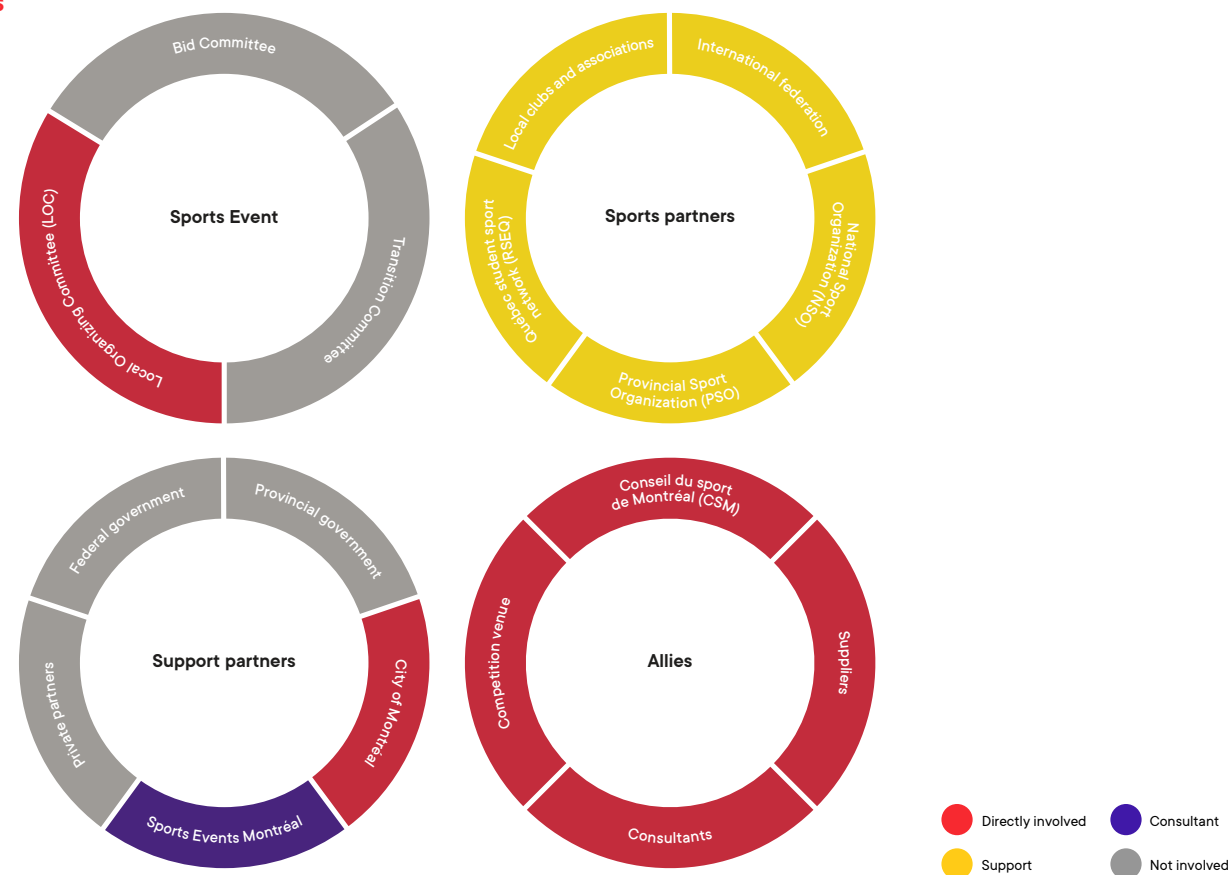 Bid Committee
Local Organizing Committee (LOC)
Transition Committee
Sports Event
Local clubs and associations
International federation
Québec student sport
network (RSEQ)
National Sport
Organization (NSO)
Provincial Sport
Organization (PSO)
Sports partners
Federal government
Provincial government
Private partners
City of Montréal
Sports Events Montréal
Support partners
Conseil du sport
de Montréal (CSM)
Competition venue
Suppliers
Consultants
Allies
Directly involved
Consultant
Support
Not involved